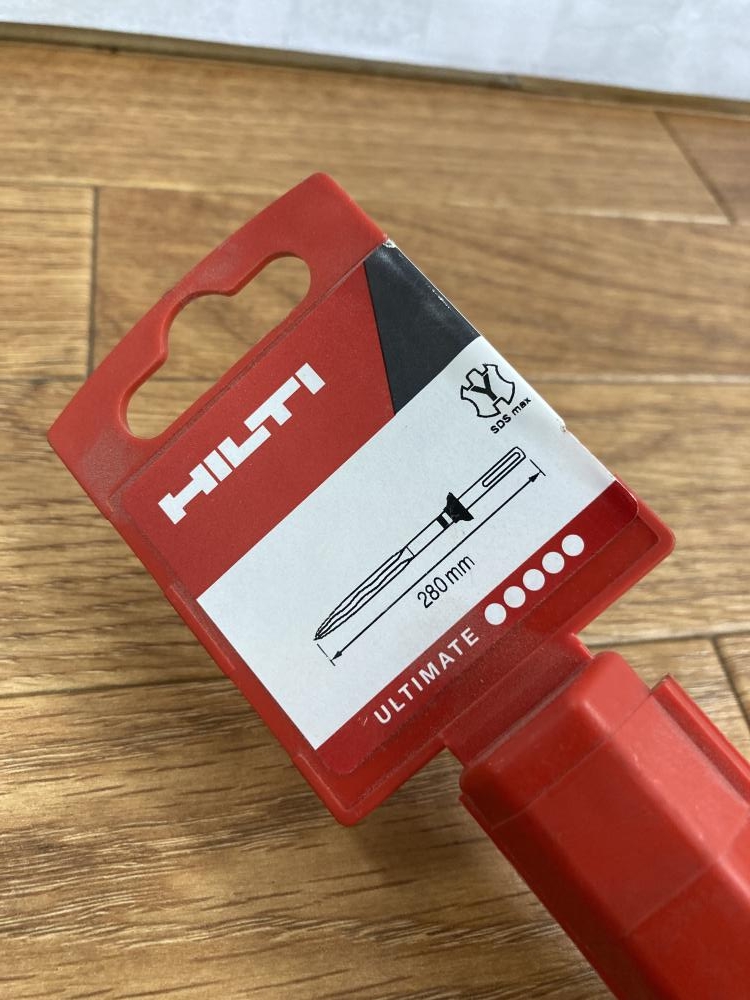 HILTI
Y
SDS max
280 mm
ULTIMATE